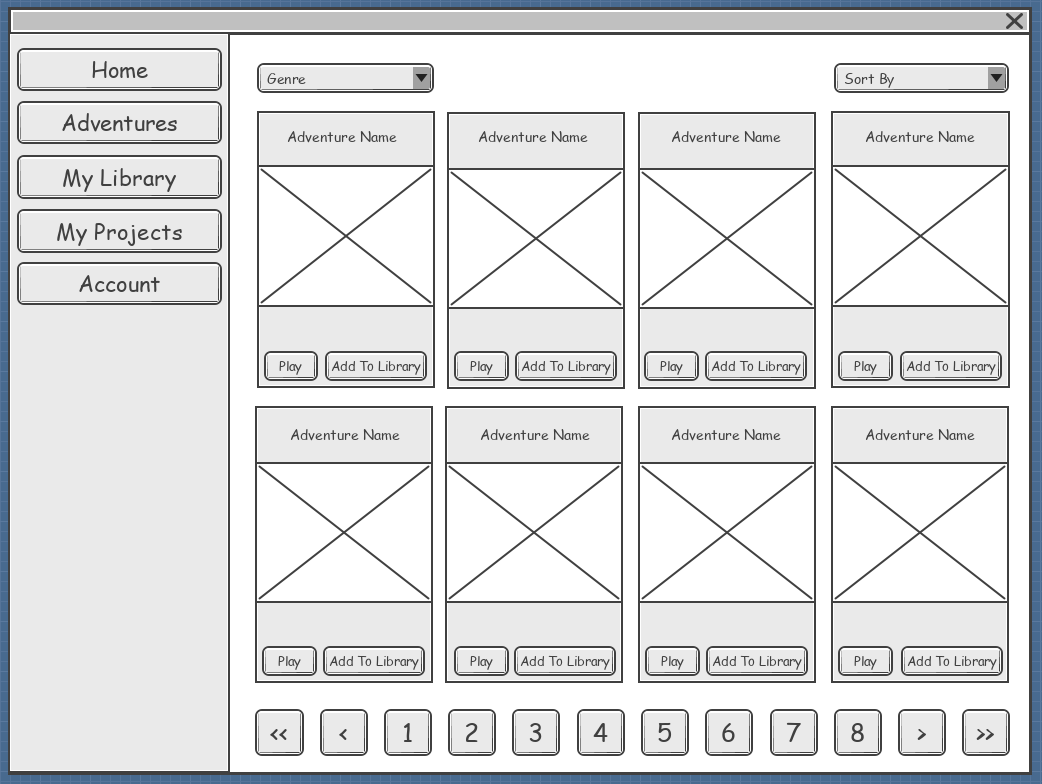 Home
Adventures
My Library
My Projects
Account
Genre
Sort By
Adventure Name
Adventure Name
Adventure Name
Adventure Name
Play
Add To Library
Play
Add To Library
Play
Add To Library
Play
Add To Library
Adventure Name
Adventure Name
Adventure Name
Adventure Name
Play
Add To Library
Play
Add To Library
Play
Add To Library
Play
Add To Library
<< < 1 2 3 4 5 6 7 8 > >>